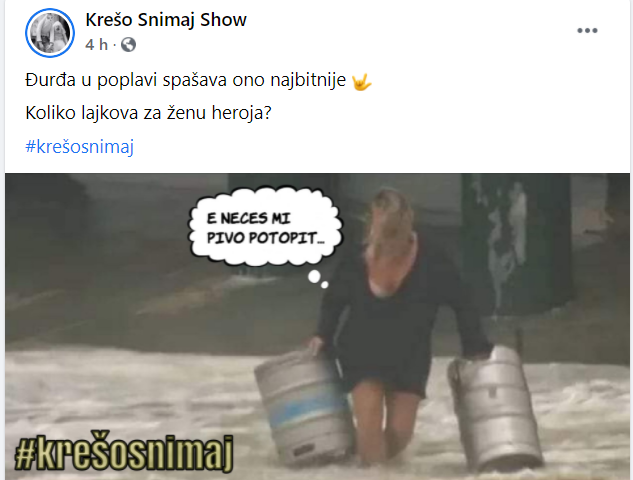 Krešo Snimaj Show
4 h ·
Đurđa u poplavi spašava ono najbitnije
Koliko lajkova za ženu heroja?
#krešosnimaj
E NECES MI
PIVO POTOPIT...
#krešosnimaj